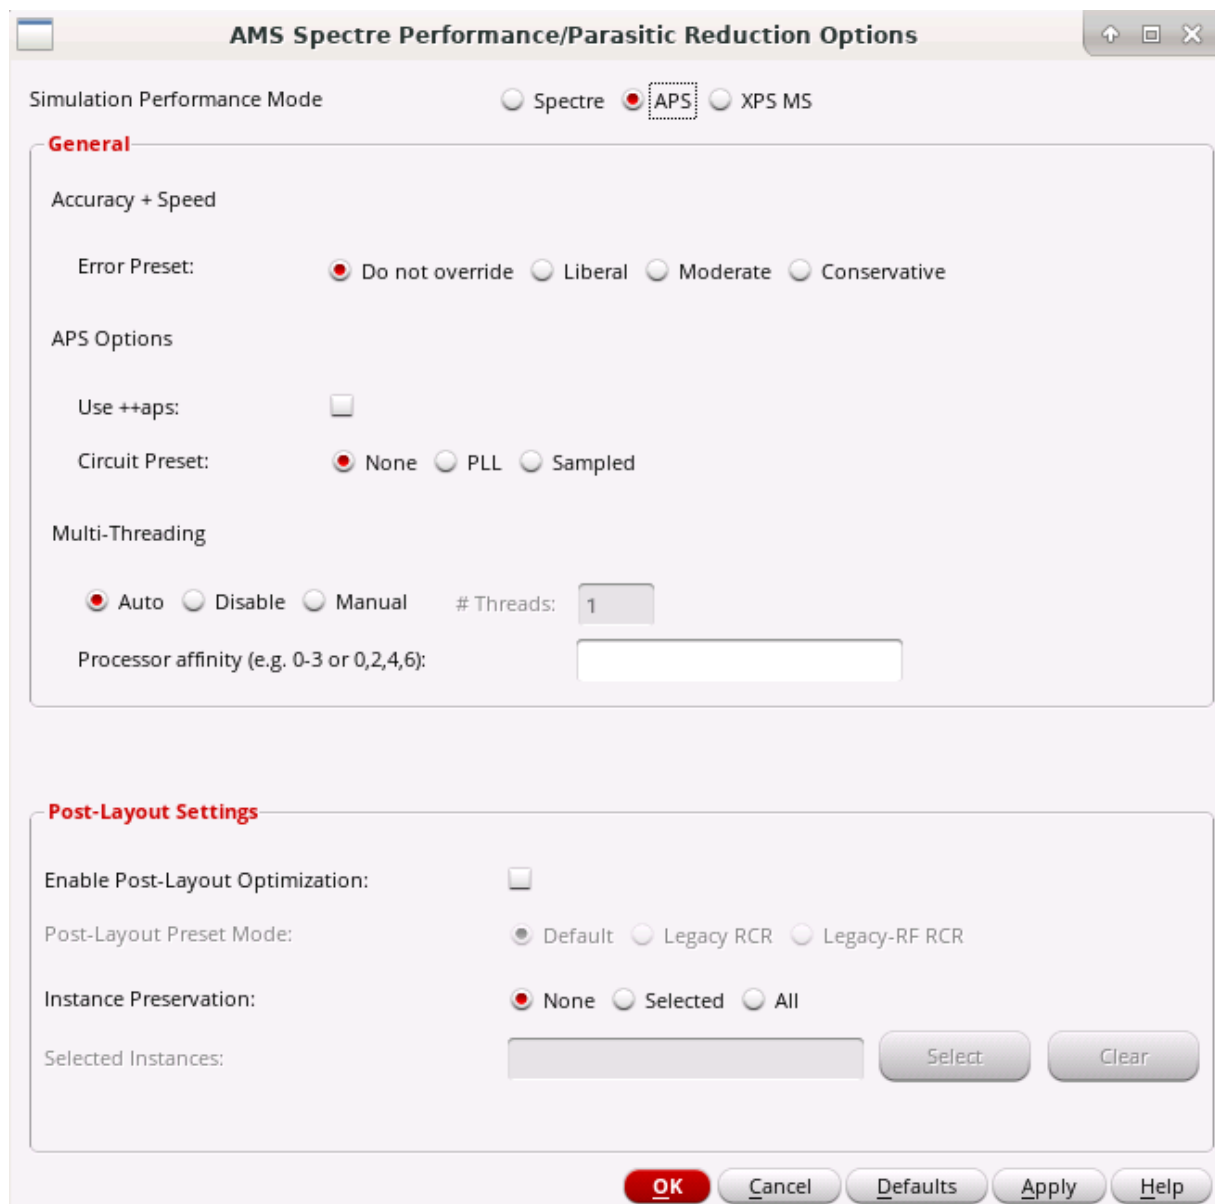 AMS Spectre Performance/Parasitic Reduction Options
Simulation Performance Mode Spectre APS XPS MS
General
Accuracy + Speed
Error Preset: Do not override Liberal Moderate Conservative
APS Options
Use ++aps:
Circuit Preset: None PLL Sampled
Multi-Threading
Auto Disable Manual # Threads: 1
Processor affinity (e.g. 0-3 or 0,2,4,6):
Post-Layout Settings
Enable Post-Layout Optimization:
Post-Layout Preset Mode: Default Legacy RCR Legacy-RF RCR
Instance Preservation: None Selected All
Selected Instances: Select Clear
OK Cancel Defaults Apply Help